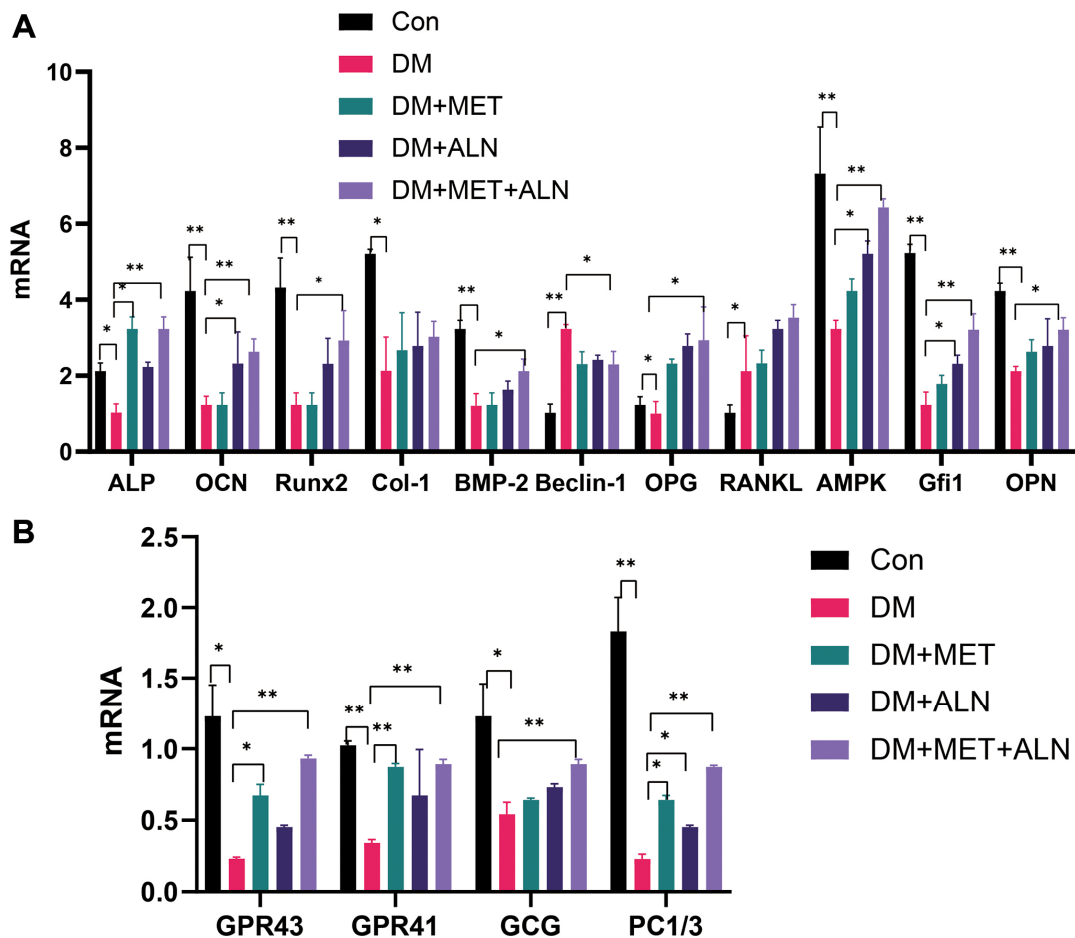 A
Con
DM
DM+MET
DM+ALN
DM+MET+ALN
mRNA
10
8
6
4
2
0
** ** ** * ** ** * * ** ** **
* ** * * * * * ** ** *
* * * *
ALP OCN Runx2 Col-1 BMP-2 Beclin-1 OPG RANKL AMPK Gfi1 OPN
B
mRNA
2.5
2.0
1.5
1.0
0.5
0.0
* ** * **
** ** ** **
* ** * *
GPR43 GPR41 GCG PC1/3
Con
DM
DM+MET
DM+ALN
DM+MET+ALN